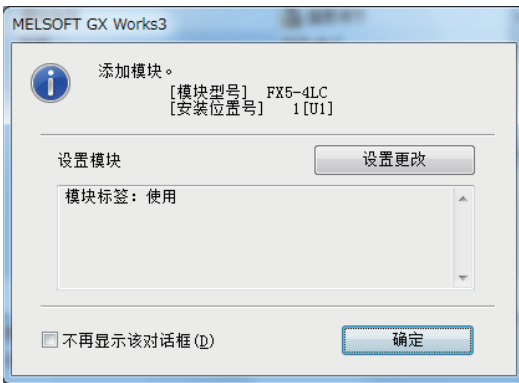 MELSOFT GX Works3
添加模块。
[模块型号] FX5-4LC
[安装位置号] 1[U1]
设置模块
设置更改
模块标签: 使用
不再显示该对话框(D)
确定